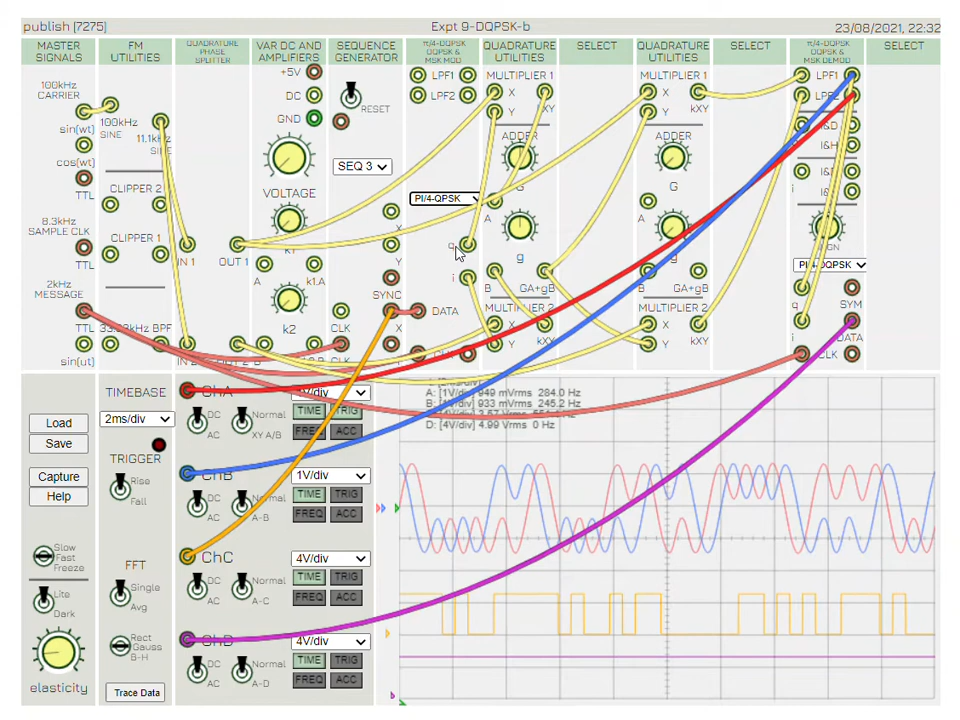 publish [7275]
Expt 9-DQPSK-b
23/08/2021, 22:32
MASTER SIGNALS
FM UTILITIES
QUADRATURE PHASE SPLITTER
VAR DC AND AMPLIFIERS
SEQUENCE GENERATOR
π/4-DQPSK DQPSK & MSK MOD
QUADRATURE UTILITIES
SELECT
QUADRATURE UTILITIES
SELECT
π/4-DQPSK DQPSK & MSK DEMOD
SELECT
100kHz
CARRIER
sin(wt)
cos(wt)
TTL
8.3kHz
SAMPLE CLK
TTL
2kHz
MESSAGE
TTL
sin(ut)
100kHz
SINE
11.1kHz
CLIPPER 2
CLIPPER 1
BPF
IN 1
OUT 1
+5V
DC
GND
VOLTAGE
k1.A
k2
RESET
SEQ 3
SYNC
X
CLK
CLK
LPF1
LPF2
PI/4-QPSK
i
DATA
MULTIPLIER 1
X
kXY
Y
ADDER
A
g
B
GA+gB
MULTIPLIER 2
X
kXY
Y
MULTIPLIER 1
X
kXY
Y
ADDER
G
A
g
B
GA+gB
MULTIPLIER 2
X
kXY
Y
LPF1
I&H
i
q
SYM
i
DATA
CLK
TIMEBASE
2ms/div
TRIGGER
Rise
Fall
FFT
Single
Avg
Rect
Gauss
B-H
Trace Data
Load
Save
Capture
Help
Slow
Fast
Freeze
Lite
Dark
elasticity
ChA
DC
AC
Normal
XY A/B
TIME
TRIG
FREQ
ACC
ChB
1V/div
DC
AC
A-B
TIME
TRIG
FREQ
ACC
ChC
4V/div
DC
AC
Normal
A-C
TIME
TRIG
FREQ
ACC
ChD
4V/div
DC
AC
Normal
A-D
TIME
TRIG
FREQ
ACC
A: [1V/div] 949 mVrms 284.0 Hz
B: [1V/div] 933 mVrms 245.2 Hz
D: [4V/div] 4.99 Vrms 0 Hz